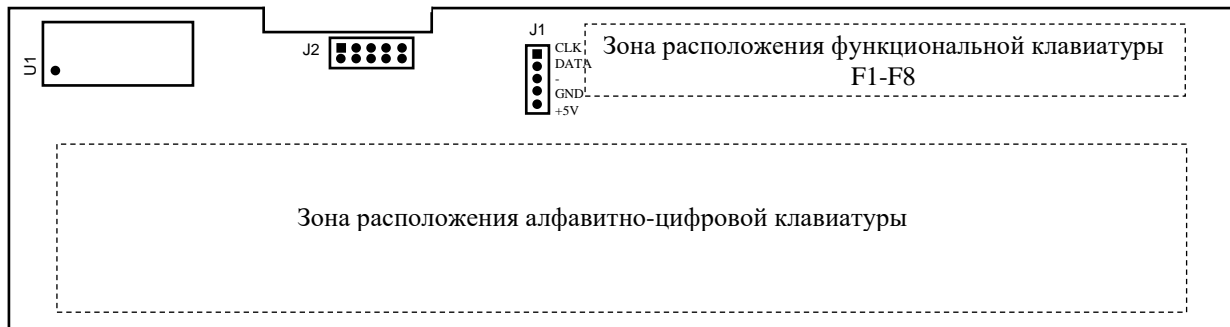 U1
J2
J1
CLK
DATA
-
GND
+5V
Зона расположения функциональной клавиатуры
F1-F8
Зона расположения алфавитно-цифровой клавиатуры